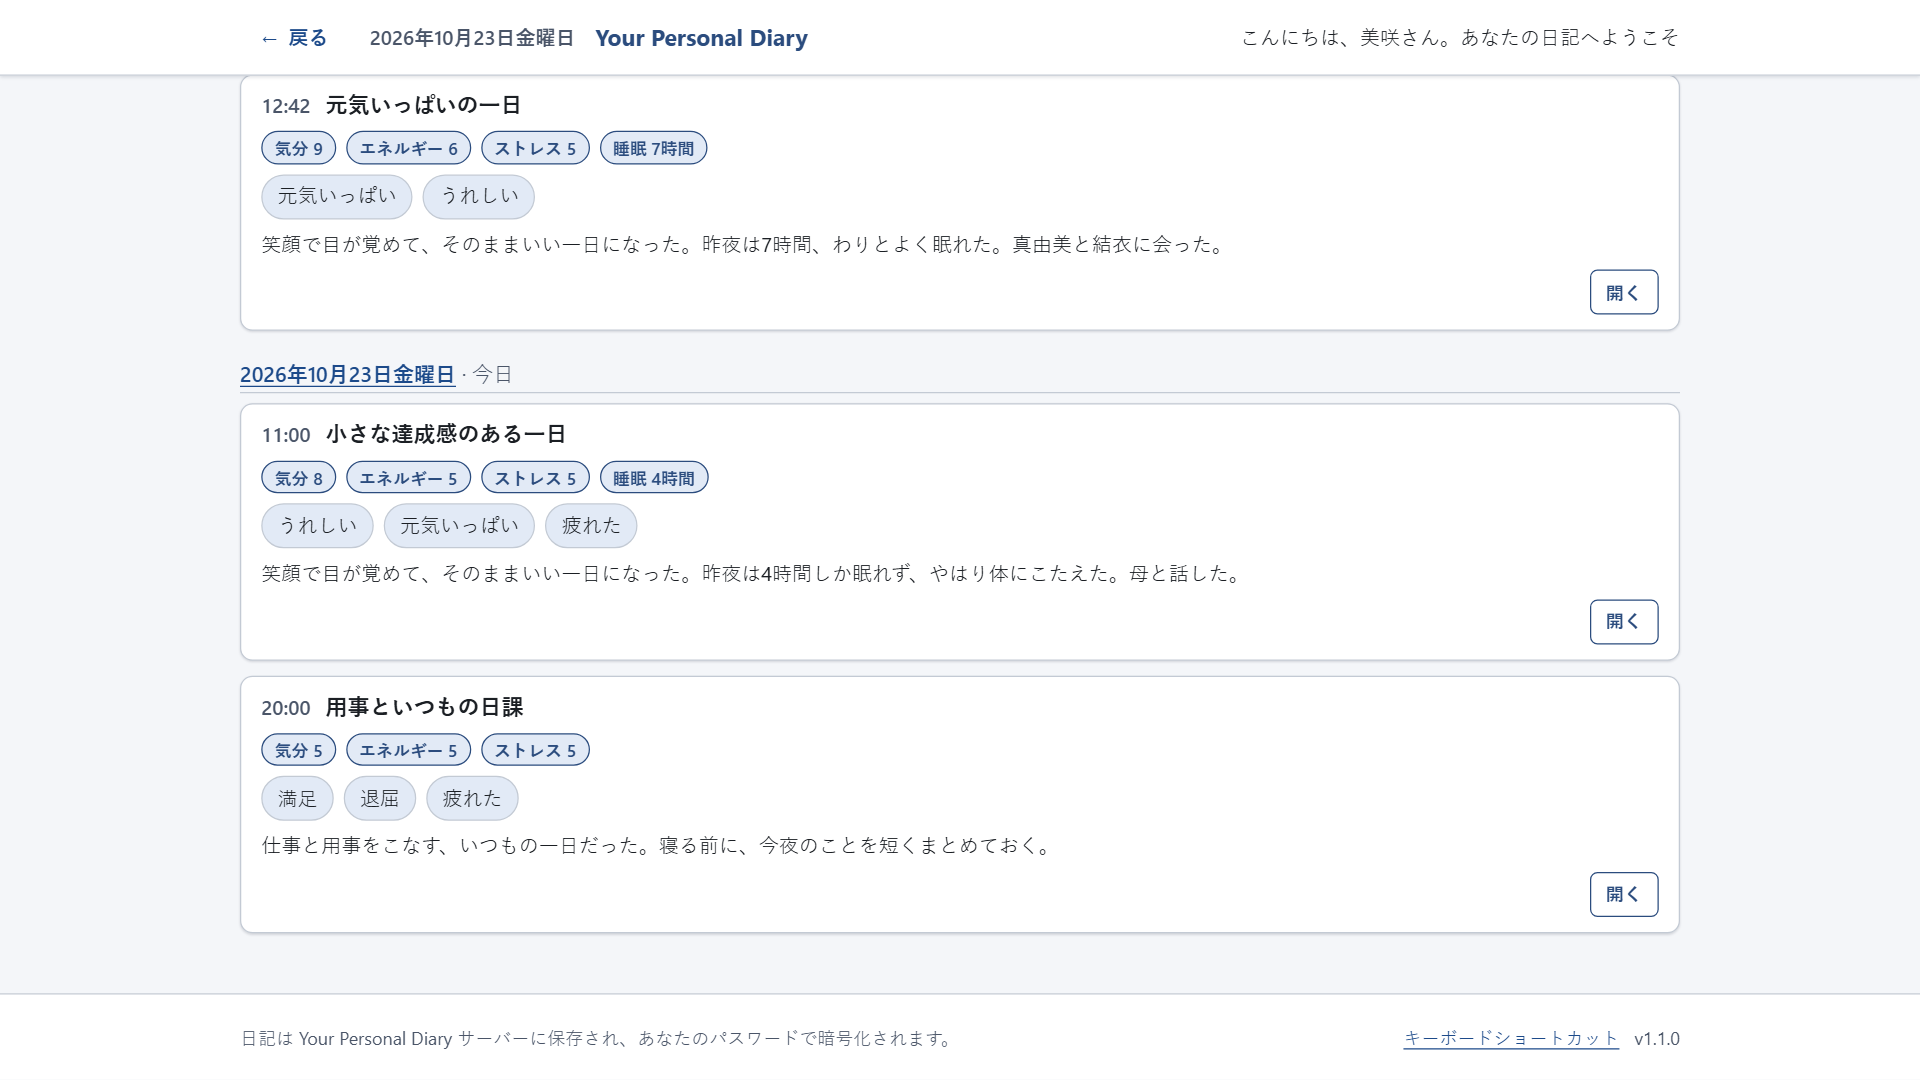 ← 戻る 2026年10月23日金曜日 Your Personal Diary こんにちは、美咲さん。あなたの日記へようこそ
12:42 元気いっぱいの一日
気分 9 エネルギー 6 ストレス 5 睡眠 7時間
元気いっぱい うれしい
笑顔で目が覚めて、そのままいい一日になった。昨夜は7時間、わりとよく眠れた。真由美と結衣に会った。
開く
2026年10月23日金曜日 · 今日
11:00 小さな達成感のある一日
気分 8 エネルギー 5 ストレス 5 睡眠 4時間
うれしい 元気いっぱい 疲れた
笑顔で目が覚めて、そのままいい一日になった。昨夜は4時間しか眠れず、やはり体にこたえた。母と話した。
開く
20:00 用事といつもの日課
気分 5 エネルギー 5 ストレス 5
満足 退屈 疲れた
仕事と用事をこなす、いつもの一日だった。寝る前に、今夜のことを短くまとめておく。
開く
日記は Your Personal Diary サーバーに保存され、あなたのパスワードで暗号化されます。 キーボードショートカット v1.1.0